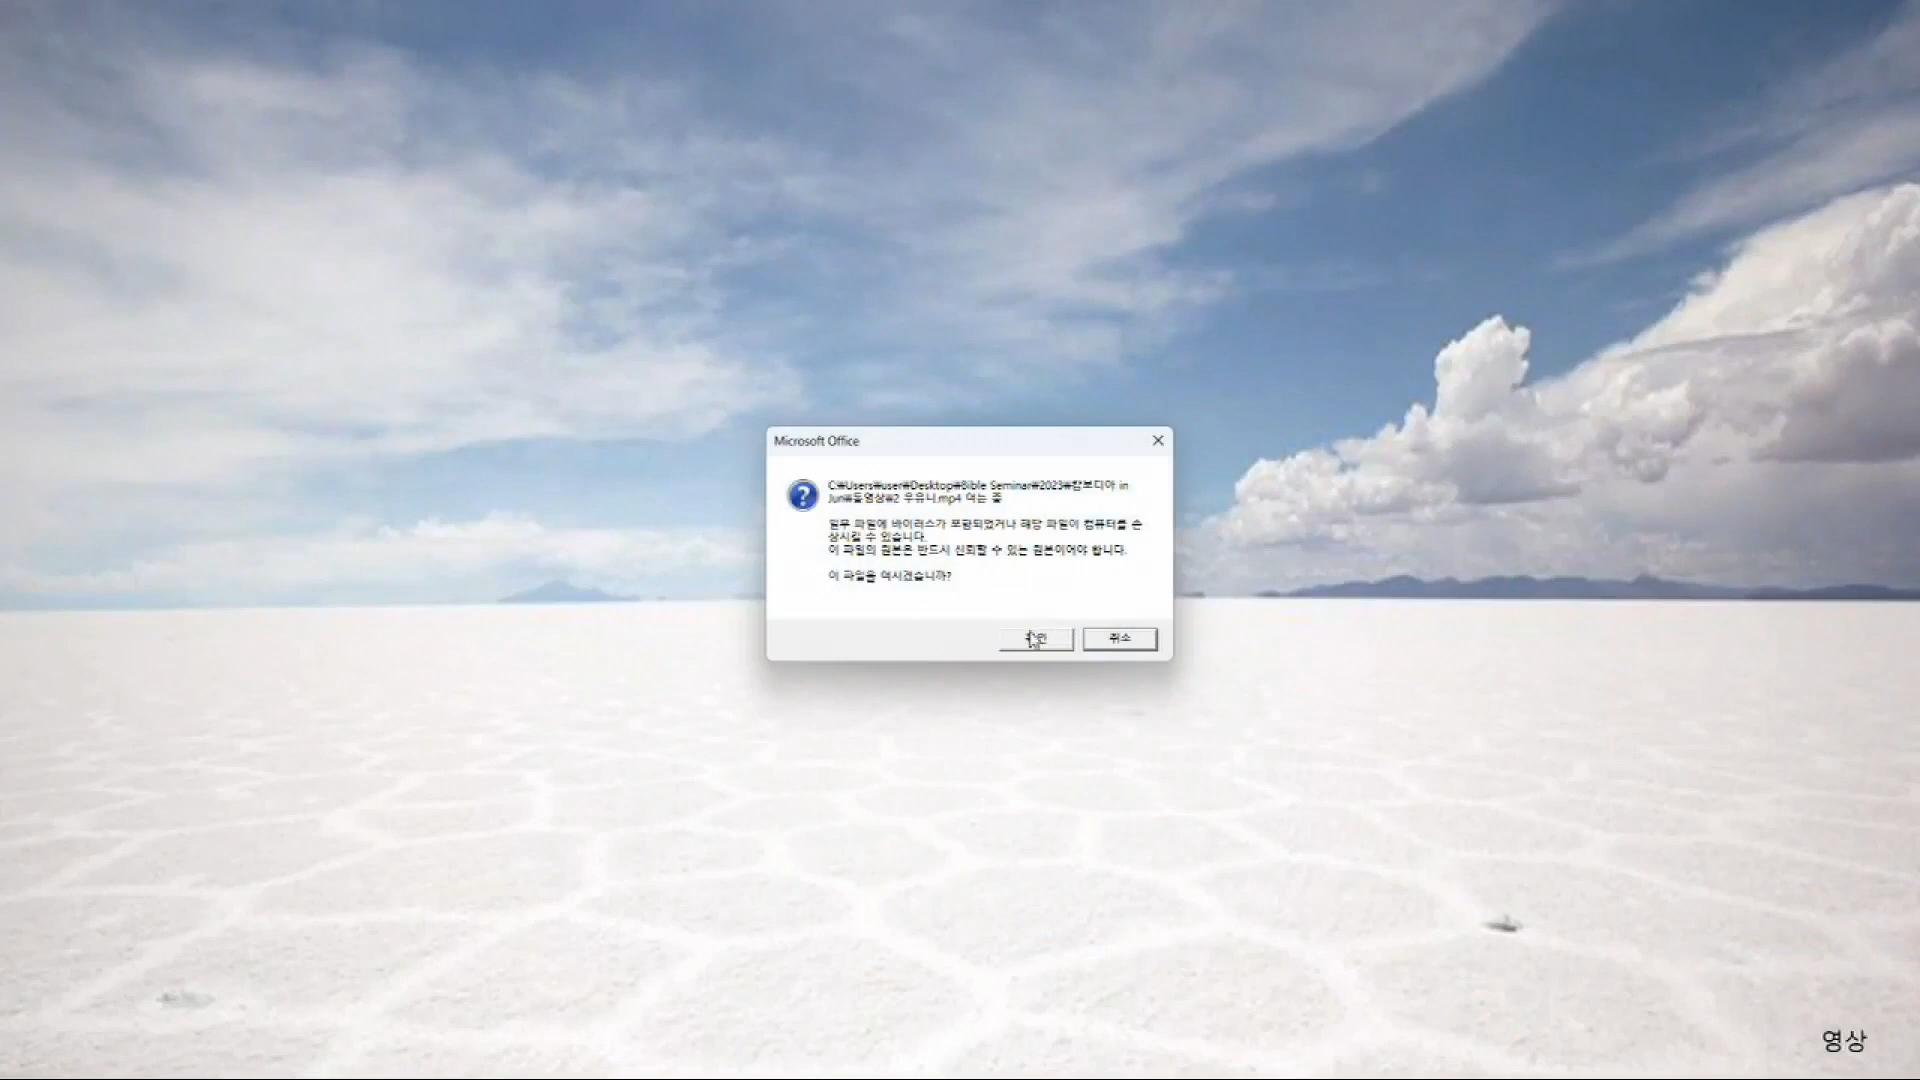 Microsoft Office
C:₩Users₩user₩Desktop₩Bible Seminar₩2023₩캄보디아 in
Jun₩동영상₩2 우유니.mp4 여는 중
일부 파일에 바이러스가 포함되었거나 해당 파일이 컴퓨터를 손
상시킬 수 있습니다.
이 파일의 원본은 반드시 신뢰할 수 있는 원본이어야 합니다.
이 파일을 여시겠습니까?
확인
취소
영상